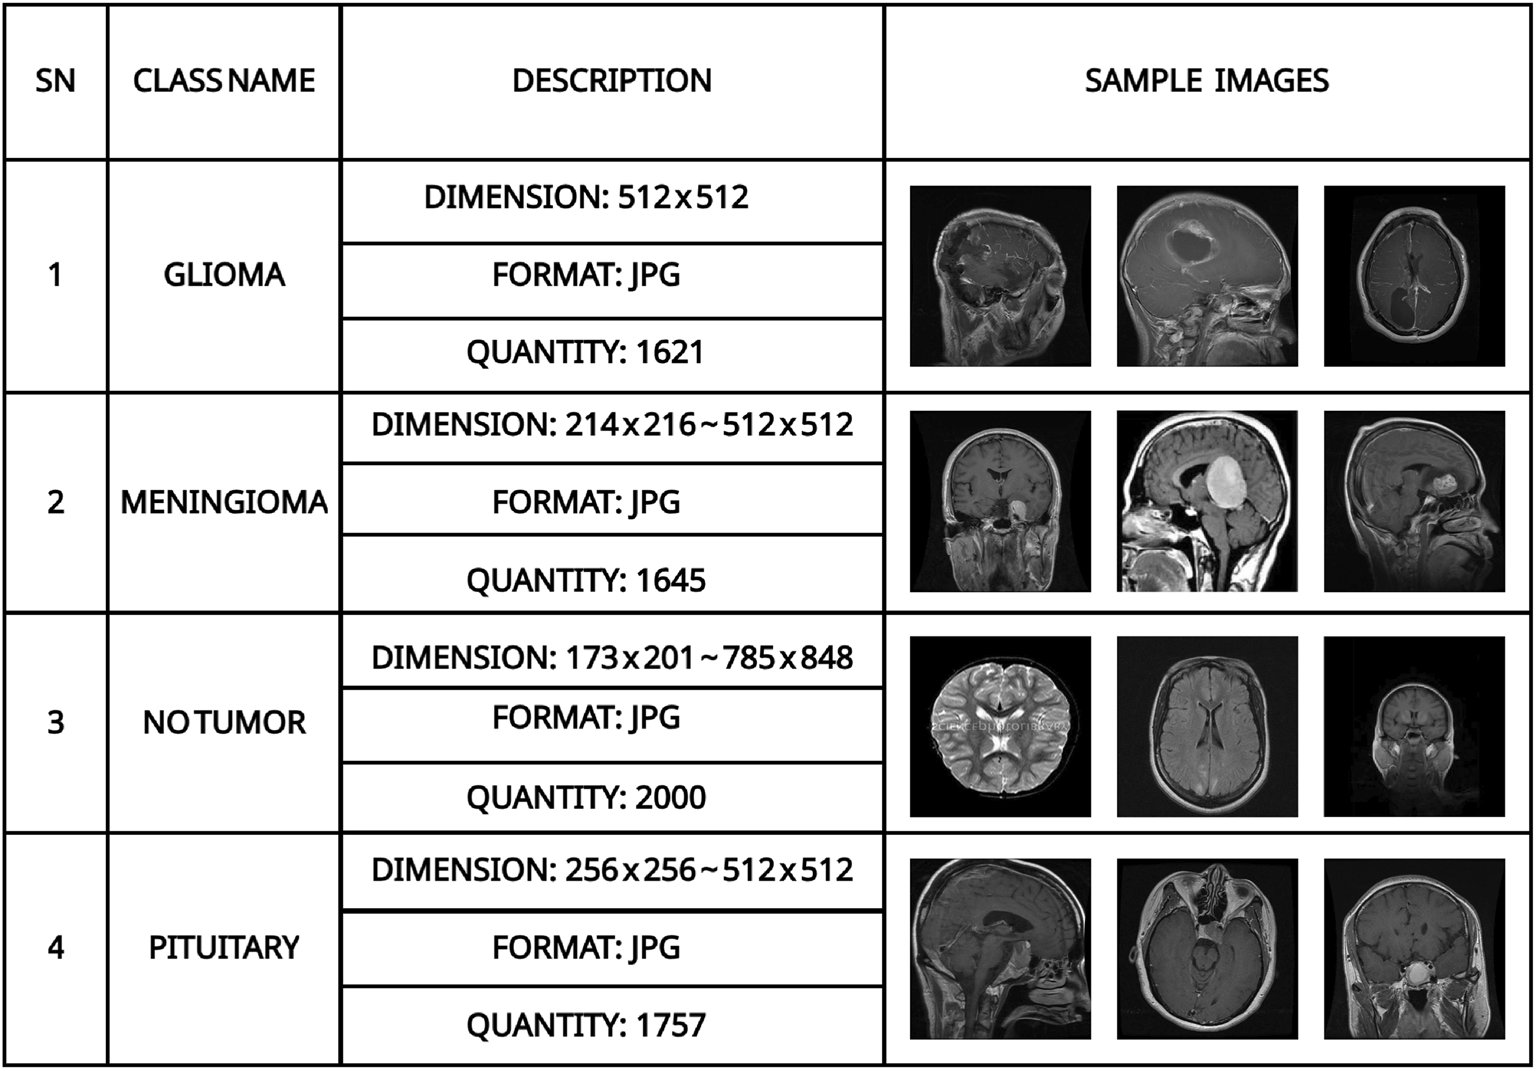 SN CLASS NAME DESCRIPTION SAMPLE IMAGES
1 GLIOMA
DIMENSION: 512x512
FORMAT: JPG
QUANTITY: 1621
2 MENINGIOMA
DIMENSION: 214x216~512x512
FORMAT: JPG
QUANTITY: 1645
3 NO TUMOR
DIMENSION: 173x201~785x848
FORMAT: JPG
QUANTITY: 2000
4 PITUITARY
DIMENSION: 256x256~512x512
FORMAT: JPG
QUANTITY: 1757